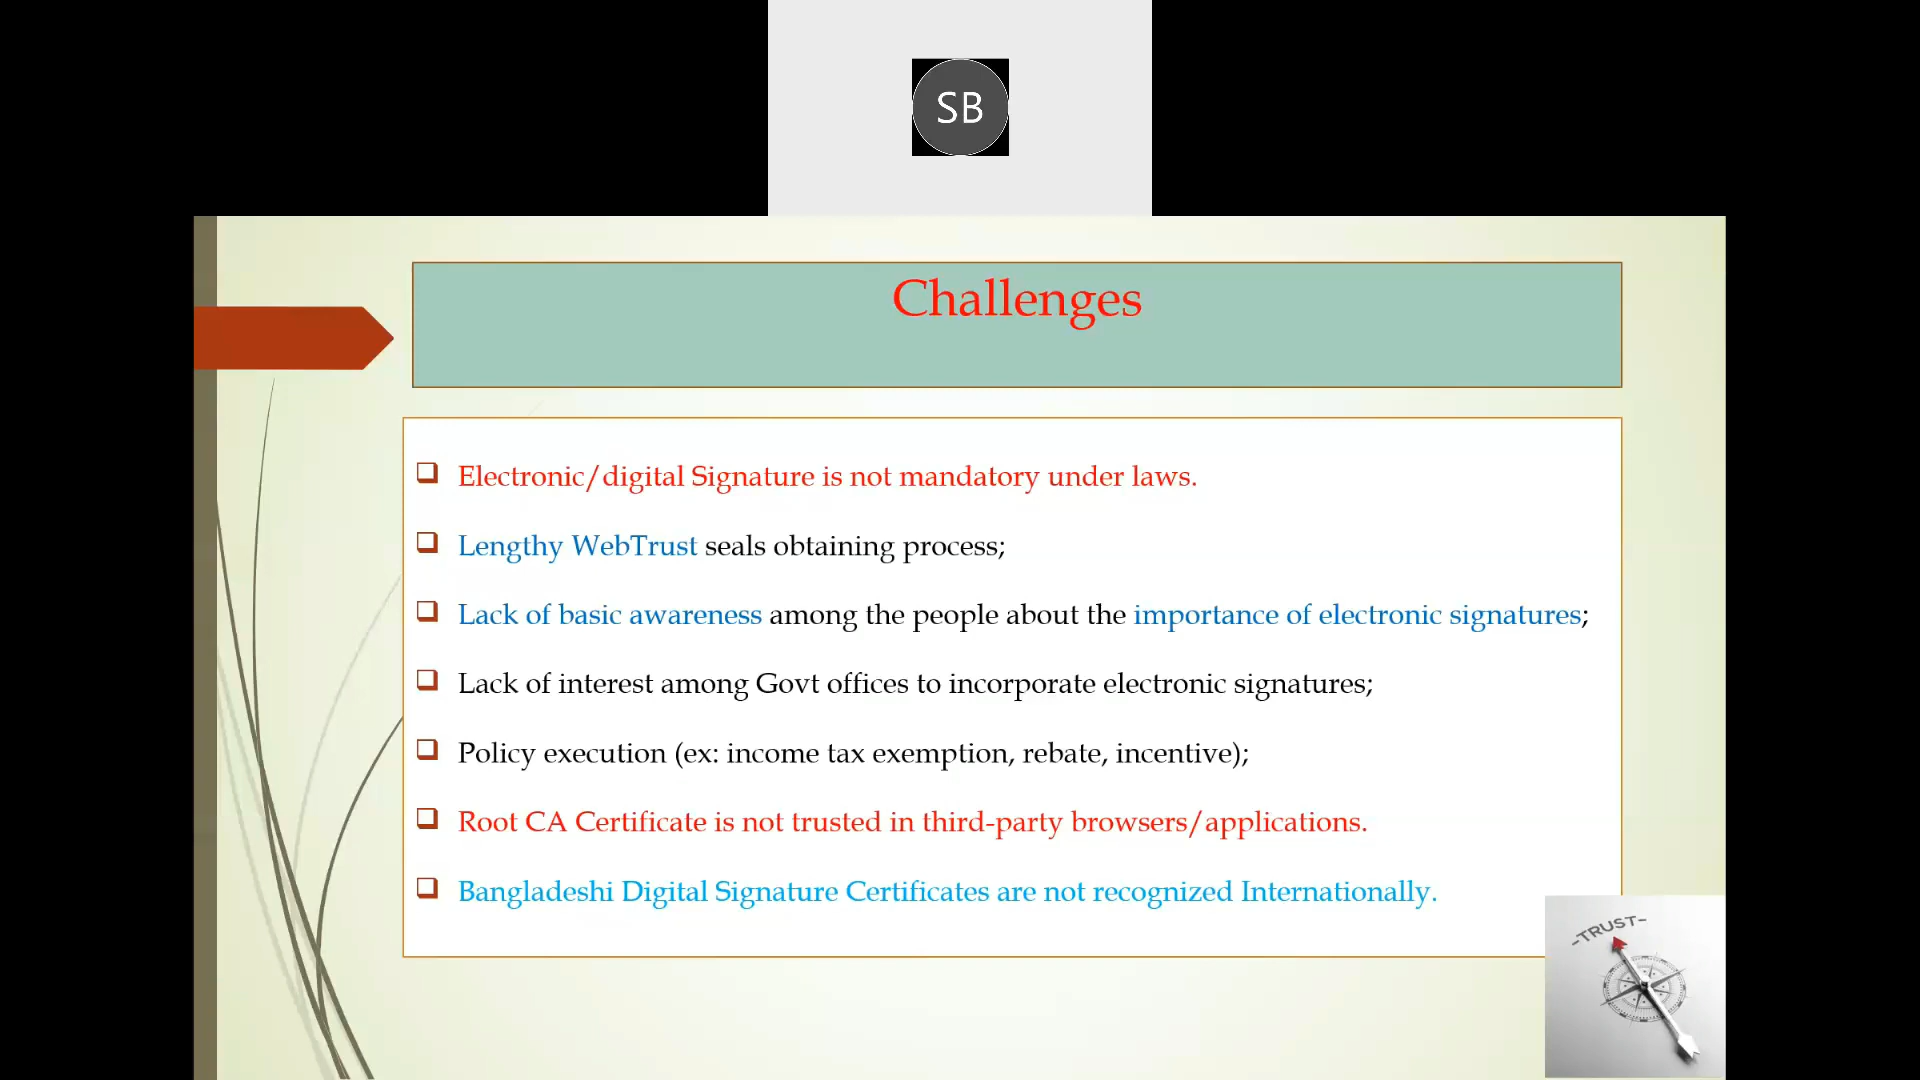 SB
Challenges
Electronic/digital Signature is not mandatory under laws.
Lengthy WebTrust seals obtaining process;
Lack of basic awareness among the people about the importance of electronic signatures;
Lack of interest among Govt offices to incorporate electronic signatures;
Policy execution (ex: income tax exemption, rebate, incentive);
Root CA Certificate is not trusted in third-party browsers/applications.
Bangladeshi Digital Signature Certificates are not recognized Internationally.
-TRUST-